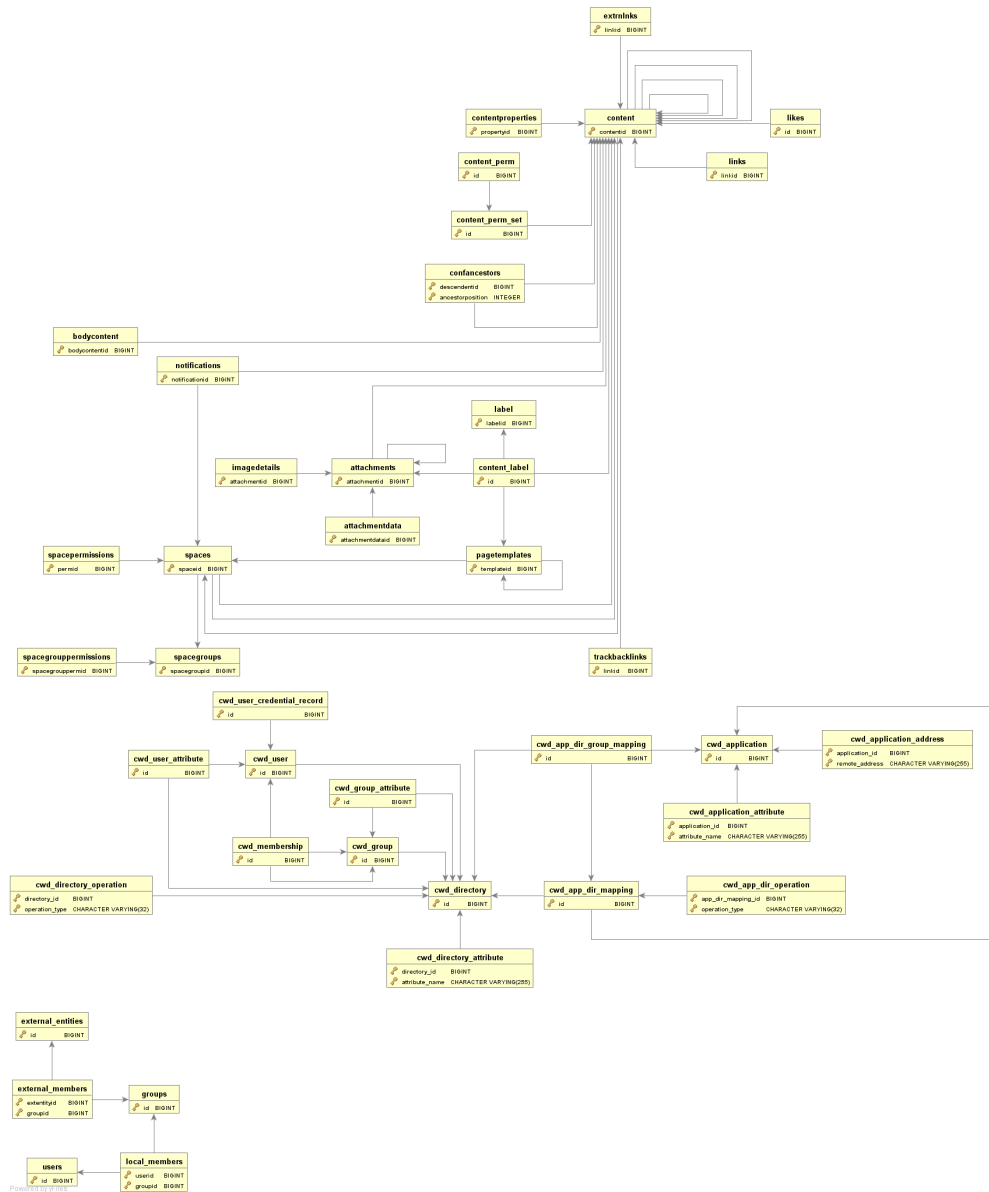 extrnlnks
linkid BIGINT
content
contentid BIGINT
contentproperties
propertyid BIGINT
likes
id BIGINT
content_perm
id BIGINT
links
linkid BIGINT
content_perm_set
id BIGINT
confancestors
descendentid BIGINT
ancestorposition INTEGER
bodycontent
bodycontentid BIGINT
notifications
notificationid BIGINT
label
labelid BIGINT
imagedetails
attachmentid BIGINT
attachments
attachmentid BIGINT
content_label
id BIGINT
attachmentdata
attachmentdataid BIGINT
spacepermissions
permid BIGINT
spaces
spaceid BIGINT
pagetemplates
templateid BIGINT
spacegrouppermissions
spacegrouppermid BIGINT
spacegroups
spacegroupid BIGINT
trackbacklinks
linkid BIGINT
cwd_user_credential_record
id BIGINT
cwd_user_attribute
id BIGINT
cwd_user
id BIGINT
cwd_app_dir_group_mapping
id BIGINT
cwd_application
id BIGINT
cwd_application_address
application_id BIGINT
remote_address CHARACTER VARYING(255)
cwd_group_attribute
id BIGINT
cwd_application_attribute
application_id BIGINT
attribute_name CHARACTER VARYING(255)
cwd_membership
id BIGINT
cwd_group
id BIGINT
cwd_directory_operation
directory_id BIGINT
operation_type CHARACTER VARYING(32)
cwd_directory
id BIGINT
cwd_app_dir_mapping
id BIGINT
cwd_app_dir_operation
app_dir_mapping_id BIGINT
operation_type CHARACTER VARYING(32)
cwd_directory_attribute
directory_id BIGINT
attribute_name CHARACTER VARYING(255)
external_entities
id BIGINT
external_members
extentityid BIGINT
groupid BIGINT
groups
id BIGINT
users
id BIGINT
local_members
userid BIGINT
groupid BIGINT
Powered by yFiles